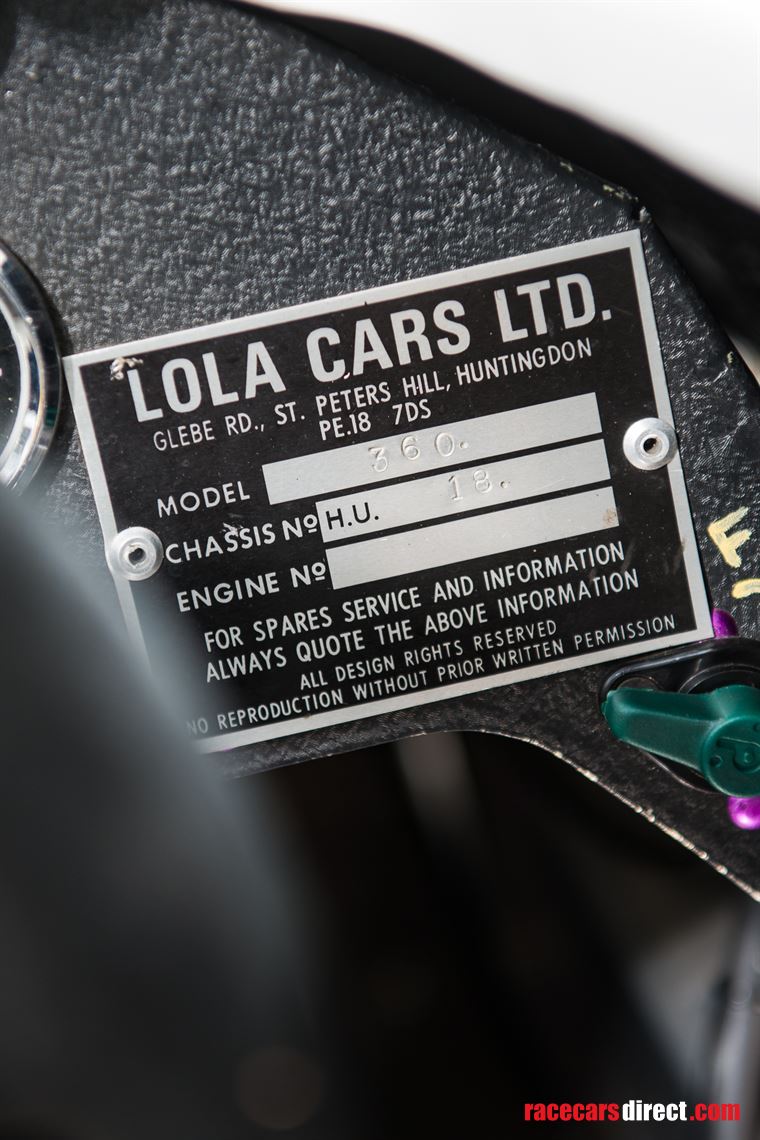 LOLA CARS LTD.
GLEBE RD., ST. PETERS HILL, HUNTINGDON
PE.18 7DS
MODEL 360.
CHASSIS Nº H.U. 18.
ENGINE Nº
FOR SPARES SERVICE AND INFORMATION
ALWAYS QUOTE THE ABOVE INFORMATION
ALL DESIGN RIGHTS RESERVED
NO REPRODUCTION WITHOUT PRIOR WRITTEN PERMISSION
racecarsdirect.com